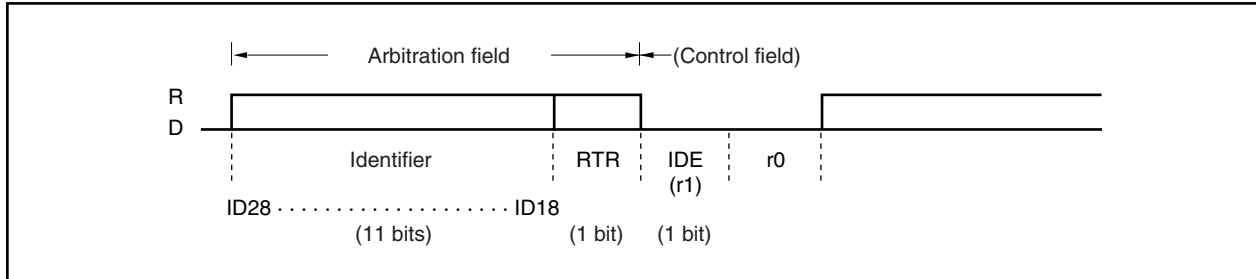 Arbitration field (Control field)
R
D
Identifier RTR IDE r0
(r1)
ID28 · · · · · · · · · · · · · · · · · · · · ID18
(11 bits) (1 bit) (1 bit)